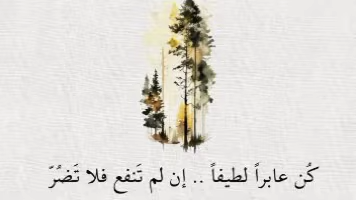 كُن عابراً لطيفاً .. إن لم تَنفع فلا تَضُرّ